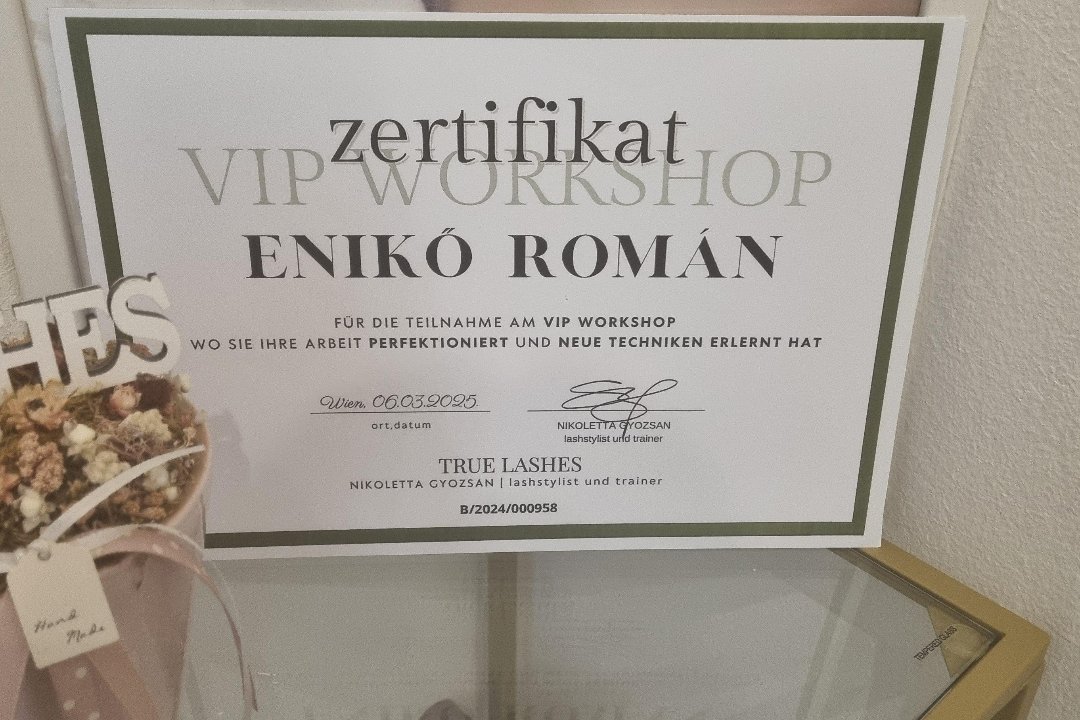 zertifikat
VIP WORKSHOP
ENIKŐ ROMÁN
FÜR DIE TEILNAHME AM VIP WORKSHOP
WO SIE IHRE ARBEIT PERFEKTIONIERT UND NEUE TECHNIKEN ERLERNT HAT
Wien, 06.03.2025
ort,datum
NIKOLETTA GYOZSAN
lashstylist und trainer
TRUE LASHES
NIKOLETTA GYOZSAN | lashstylist und trainer
B/2024/000958
HES
Hand
Made
TEMPERED GLASS